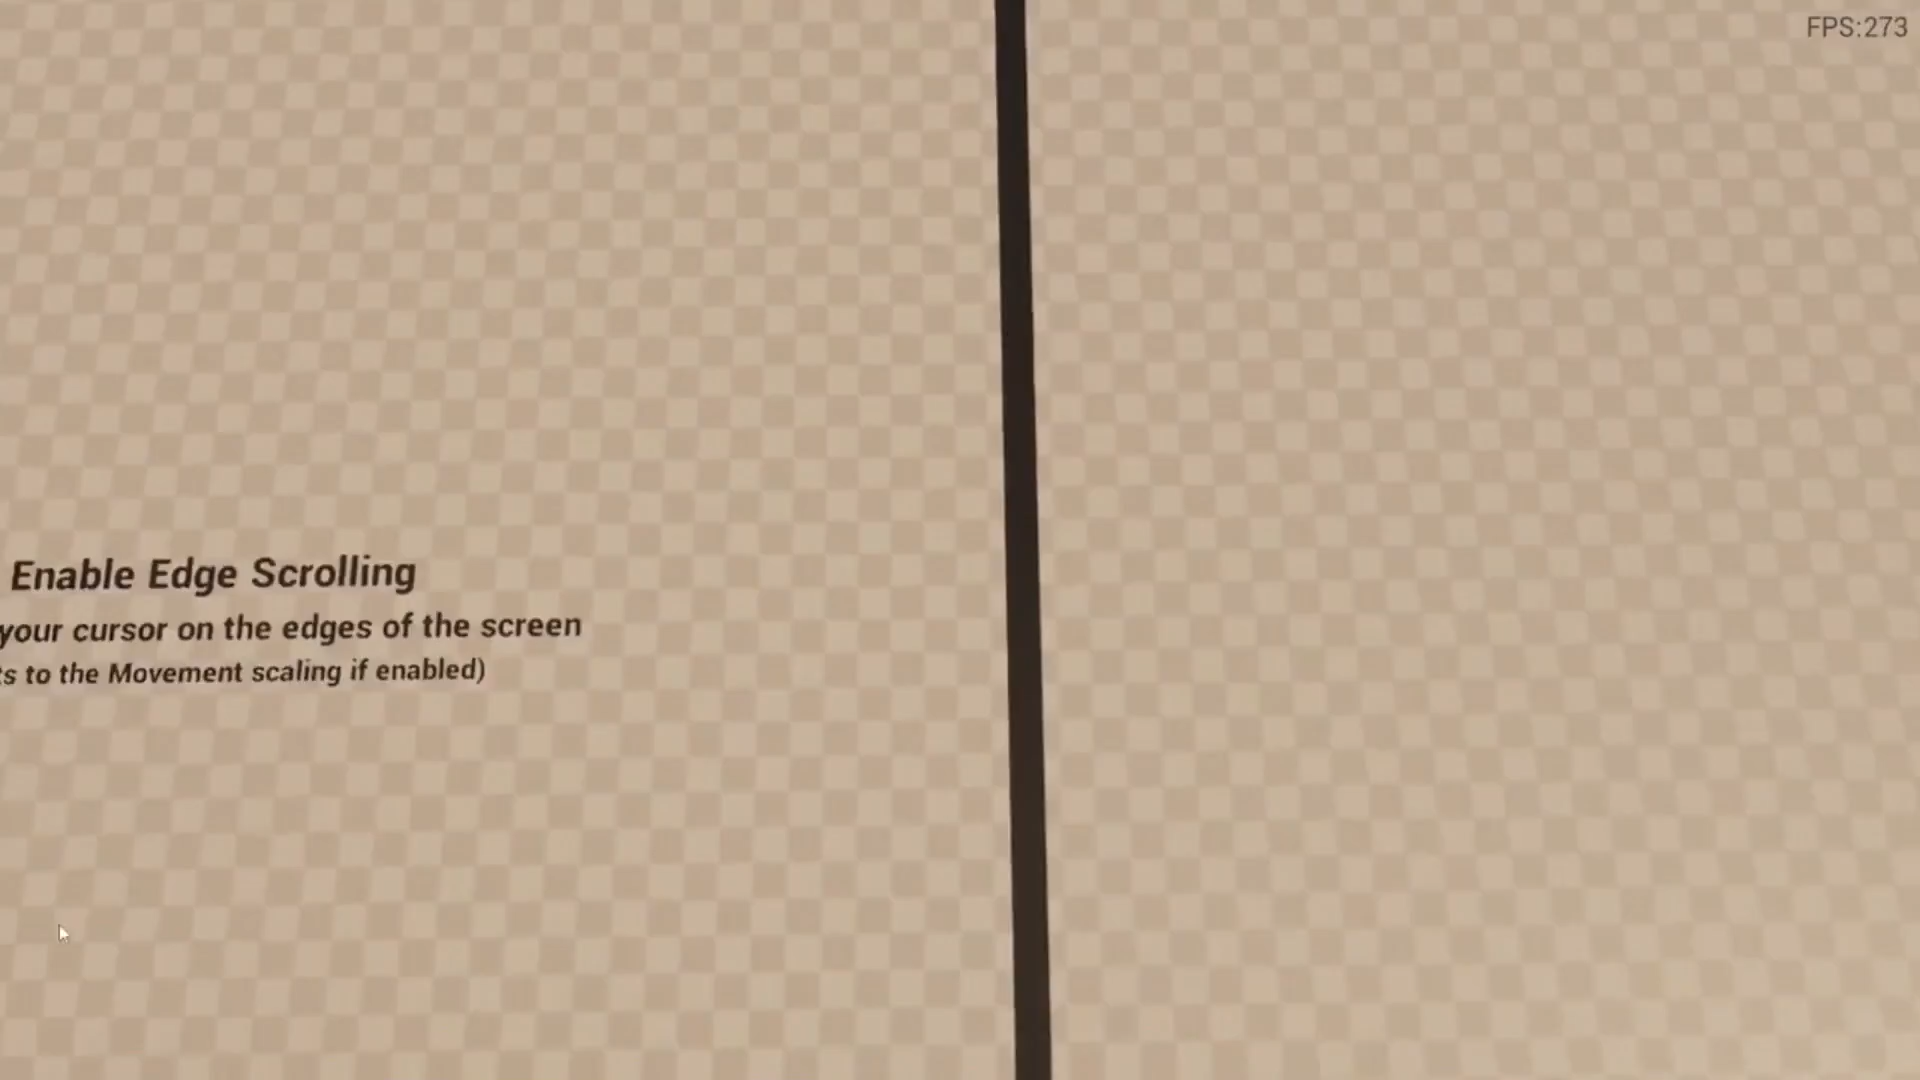 FPS:273
Enable Edge Scrolling
your cursor on the edges of the screen
to the Movement scaling if enabled)